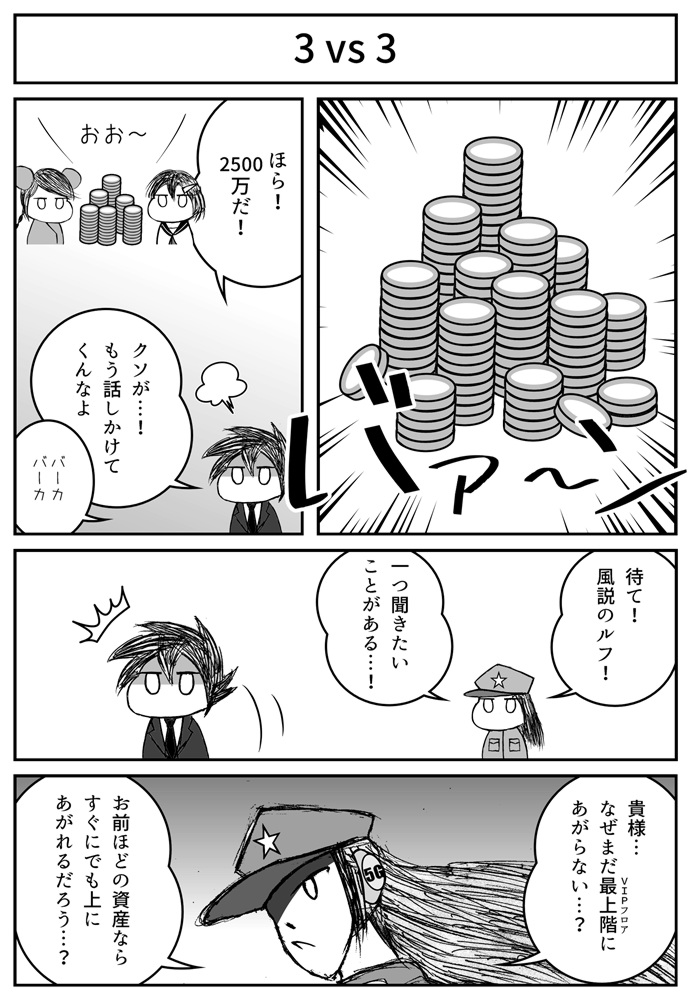 3 vs 3
ジャァ〜ー
ほら！
2500
万だ！
おお〜
クソが…！
もう話しかけて
くんなよ
バーカ
バーカ
待て！
風説のルフ！
一つ聞きたい
ことがある…！
貴様…
なぜまだ最上階に
VIPフロア
あがらない…？
5G
お前ほどの資産なら
すぐにでも上に
あがれるだろう…？